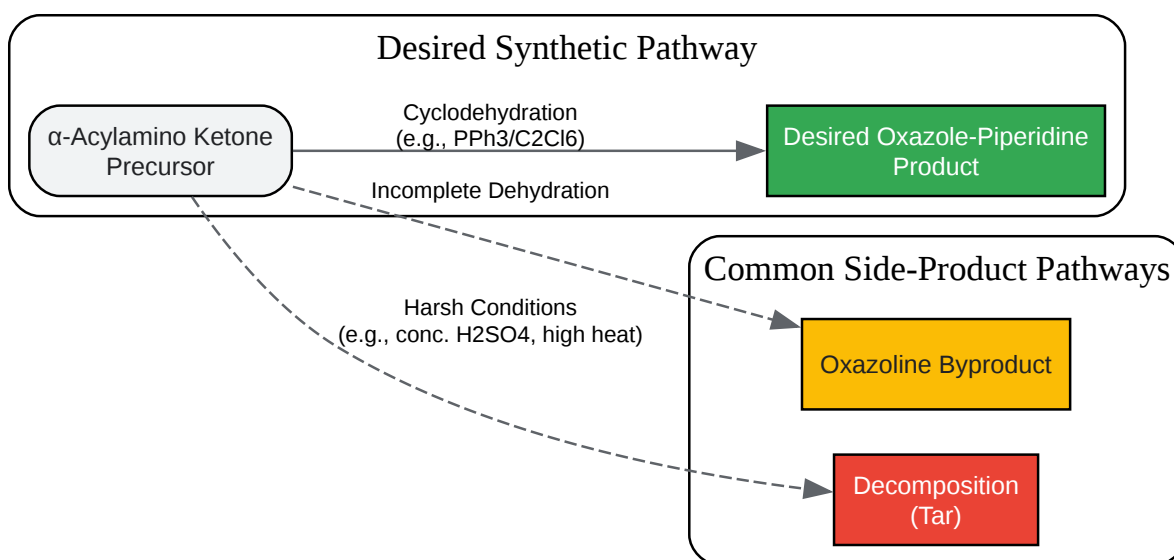 Desired Synthetic Pathway
α-Acylamino Ketone
Precursor
Cyclodehydration
(e.g., PPh3/C2Cl6)
Desired Oxazole-Piperidine
Product
Incomplete Dehydration
Common Side-Product Pathways
Harsh Conditions
(e.g., conc. H2SO4, high heat)
Oxazoline Byproduct
Decomposition
(Tar)